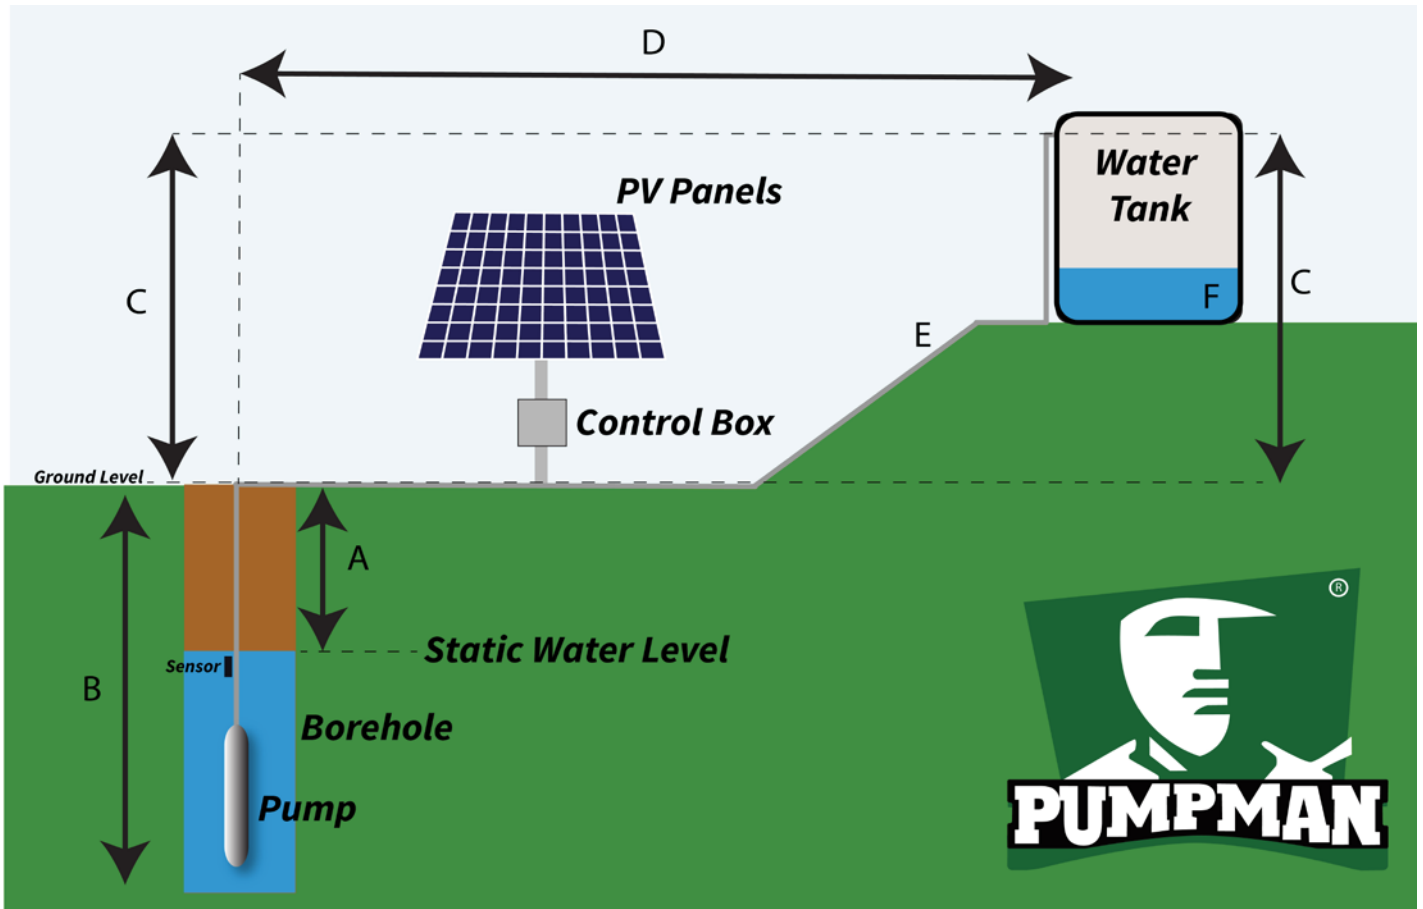 D
PV Panels
Water
Tank
C
C
F
E
Control Box
Ground Level
A
Static Water Level
Sensor
B
Borehole
Pump
®
PUMPMAN